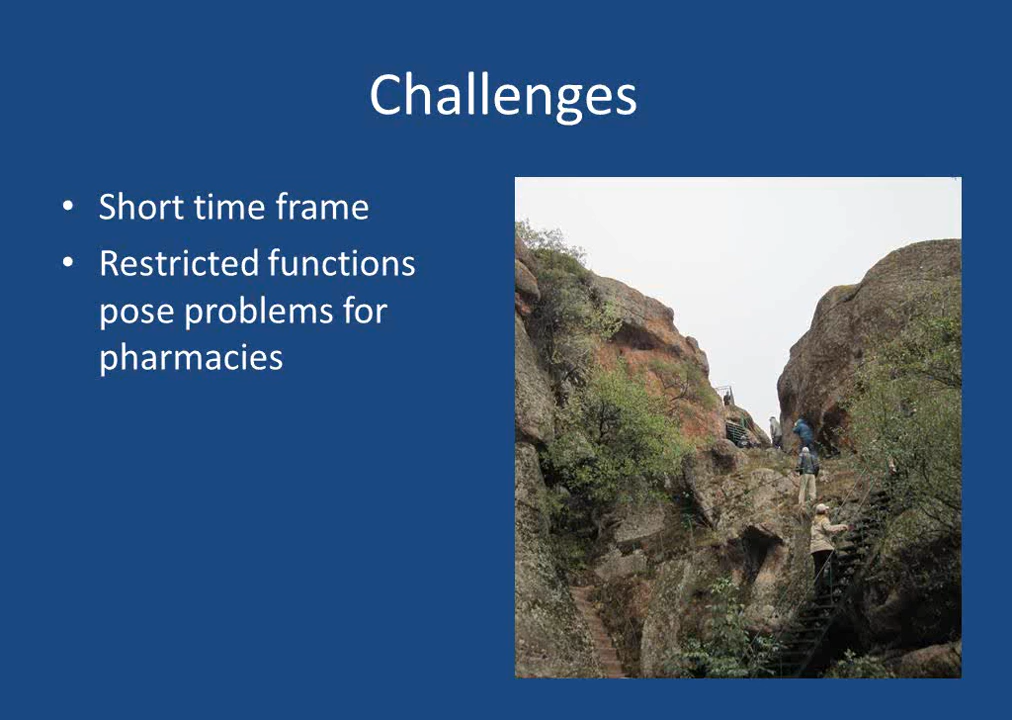 Challenges
• Short time frame
• Restricted functions
pose problems for
pharmacies